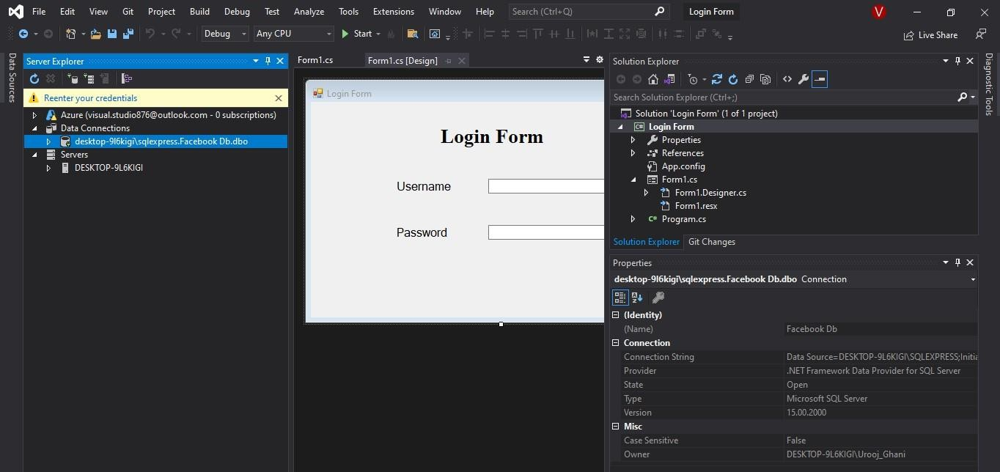 File Edit View Git Project Build Debug Test Analyze Tools Extensions Window Help Search (Ctrl+Q) Login Form V
Debug Any CPU Start Live Share
Data Sources
Server Explorer
Reenter your credentials
Azure (visual.studio876@outlook.com - 0 subscriptions)
Data Connections
desktop-9l6kigi\sqlexpress.Facebook Db.dbo
Servers
DESKTOP-9L6KIGI
Form1.cs Form1.cs [Design]
Login Form
Login Form
Username
Password
Solution Explorer
Search Solution Explorer (Ctrl+;)
Solution 'Login Form' (1 of 1 project)
C# Login Form
Properties
References
App.config
Form1.cs
Form1.Designer.cs
Form1.resx
C# Program.cs
Solution Explorer Git Changes
Properties
desktop-9l6kigi\sqlexpress.Facebook Db.dbo Connection
(Identity)
(Name) Facebook Db
Connection
Connection String Data Source=DESKTOP-9L6KIGI\SQLEXPRESS;Initia
Provider .NET Framework Data Provider for SQL Server
State Open
Type Microsoft SQL Server
Version 15.00.2000
Misc
Case Sensitive False
Owner DESKTOP-9L6KIGI\Urooj_Ghani
Diagnostic Tools